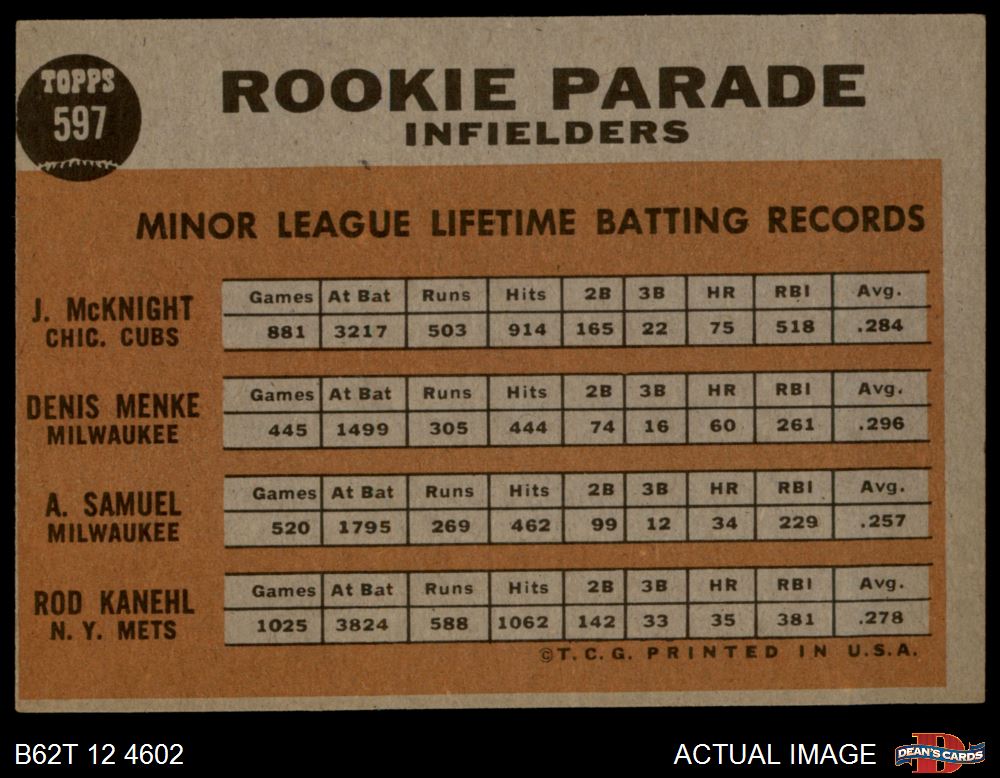 TOPPS
597
ROOKIE PARADE
INFIELDERS
MINOR LEAGUE LIFETIME BATTING RECORDS
J. McKNIGHT
CHIC. CUBS
Games At Bat Runs Hits 2B 3B HR RBI Avg.
881 3217 503 914 165 22 75 518 .284
DENIS MENKE
MILWAUKEE
Games At Bat Runs Hits 2B 3B HR RBI Avg.
445 1499 305 444 74 16 60 261 .296
A. SAMUEL
MILWAUKEE
Games At Bat Runs Hits 2B 3B HR RBI Avg.
520 1795 269 462 99 12 34 229 .257
ROD KANEHL
N. Y. METS
Games At Bat Runs Hits 2B 3B HR RBI Avg.
1025 3824 588 1062 142 33 35 381 .278
©T.C.G. PRINTED IN U.S.A.
B62T 12 4602
ACTUAL IMAGE
D
DEAN'S CARDS